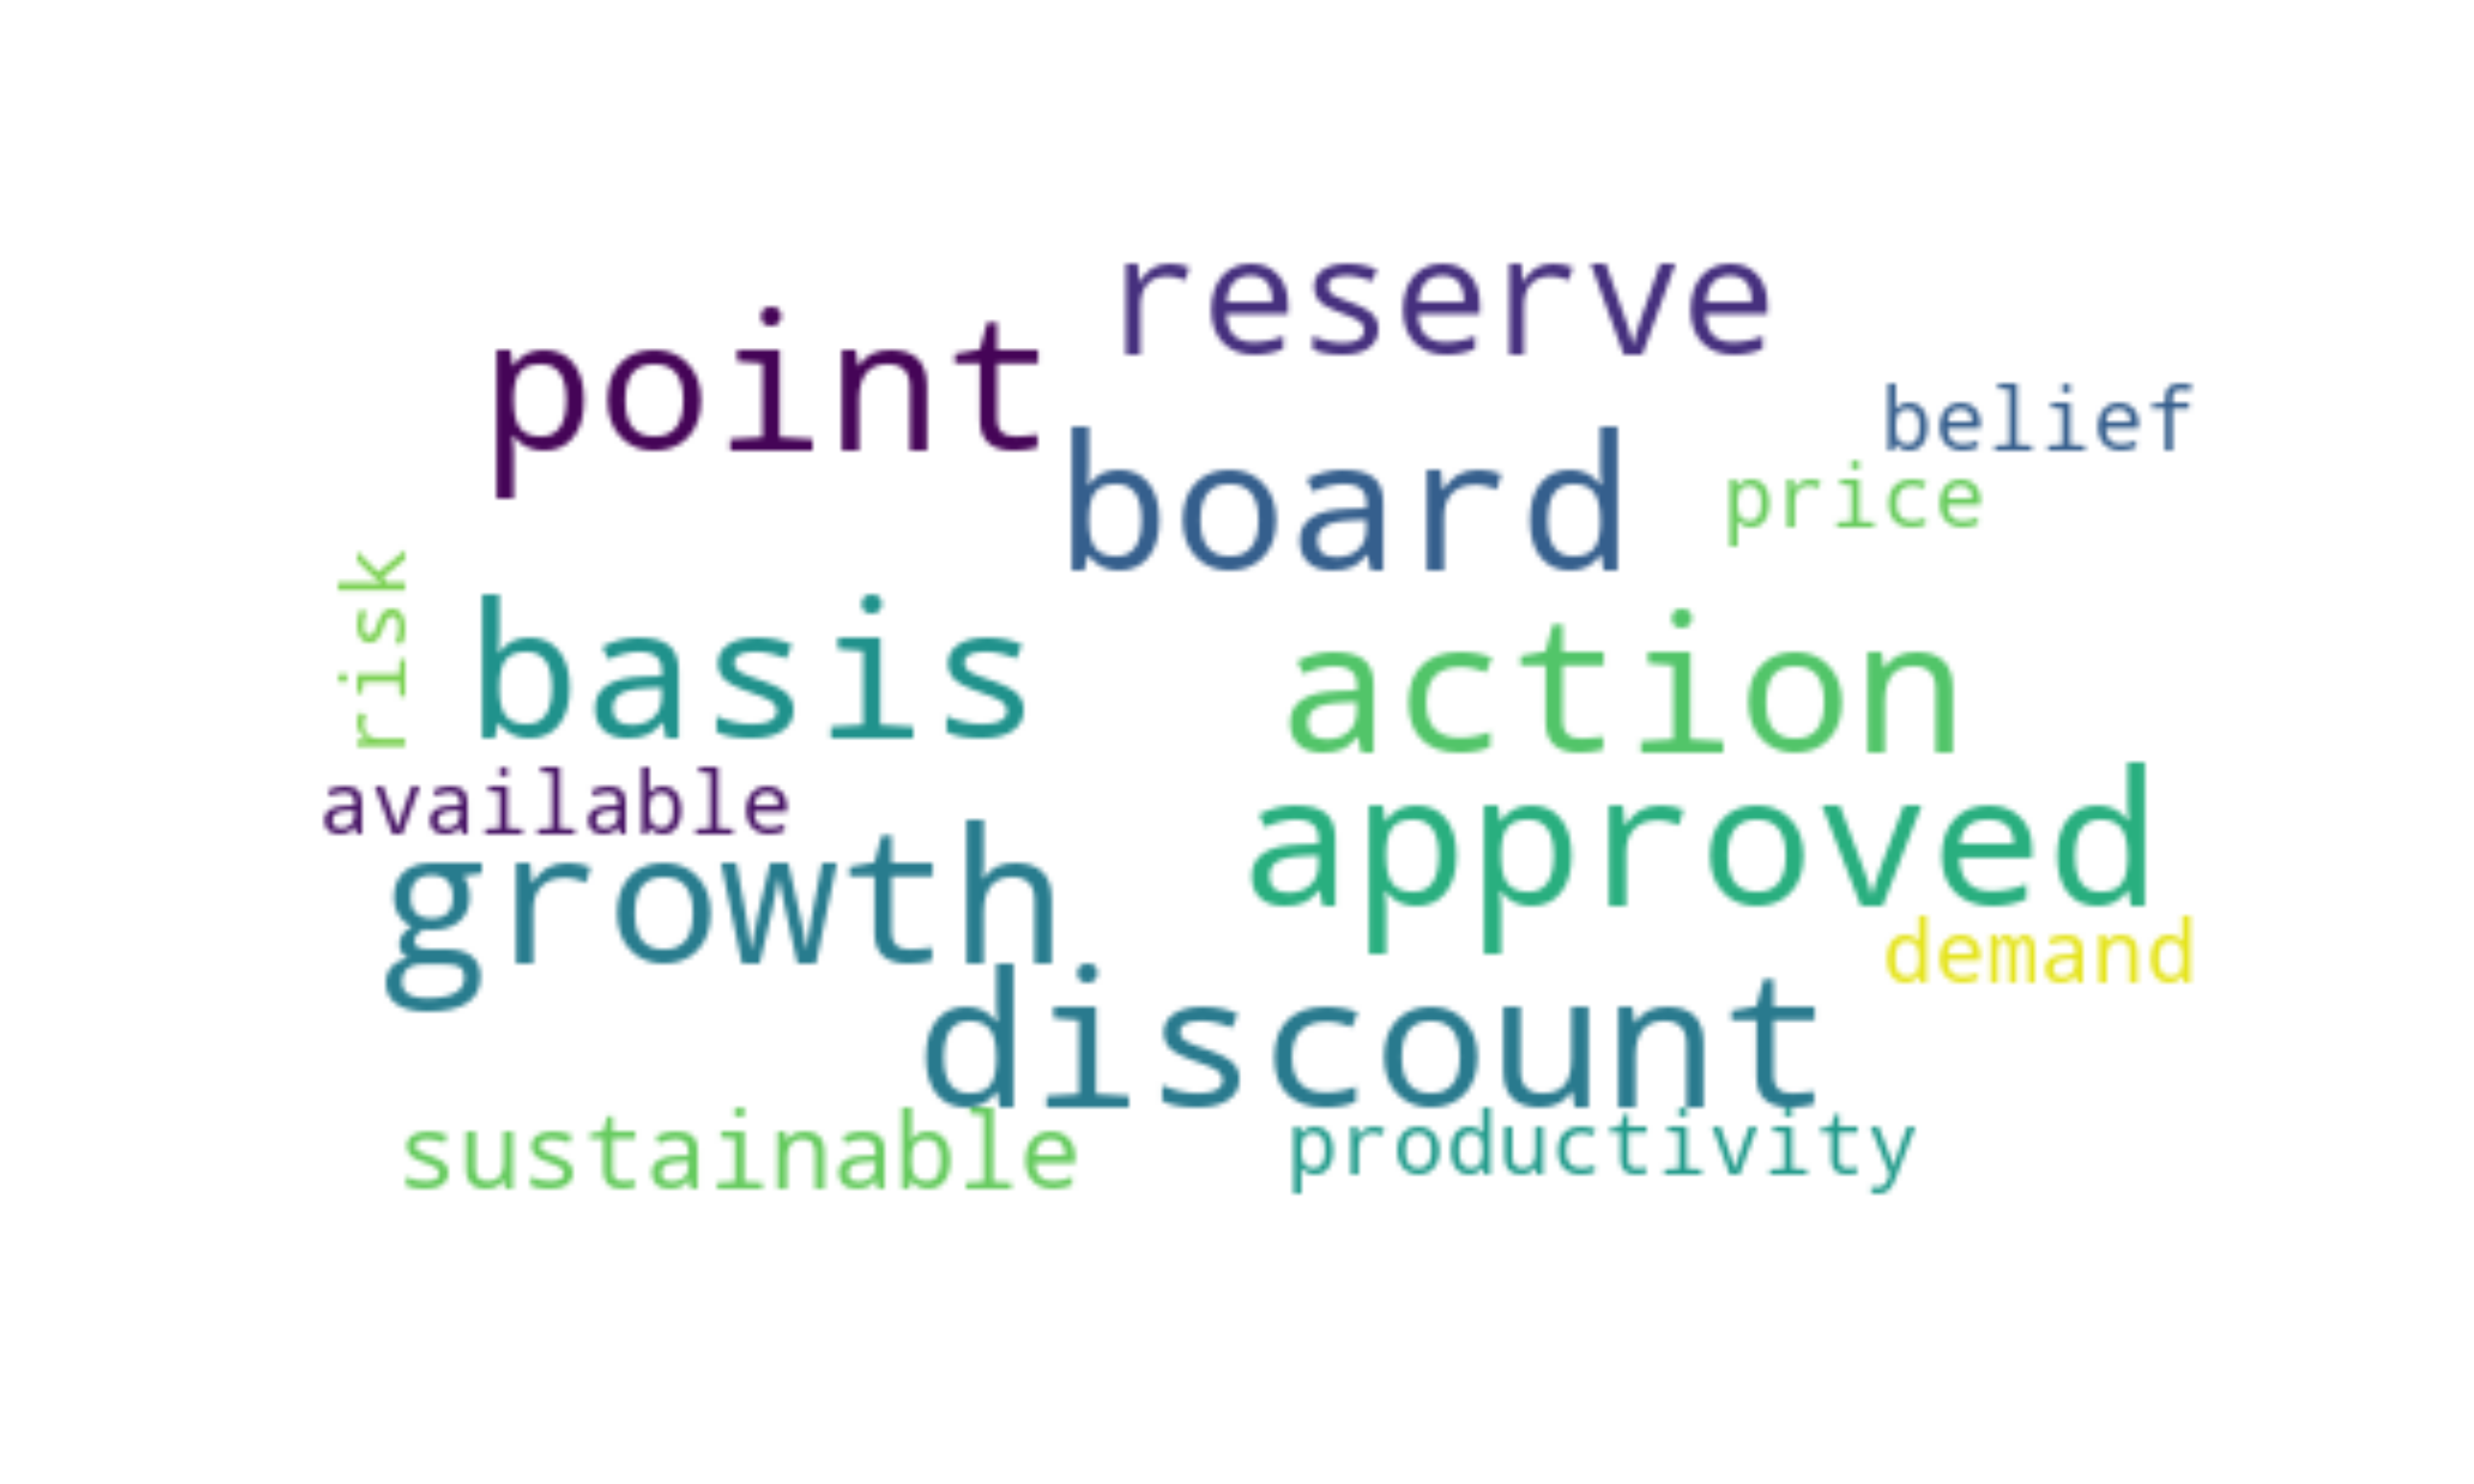 reserve
point
belief
board
price
risk
basis
action
available
approved
growth
demand
discount
sustainable
productivity